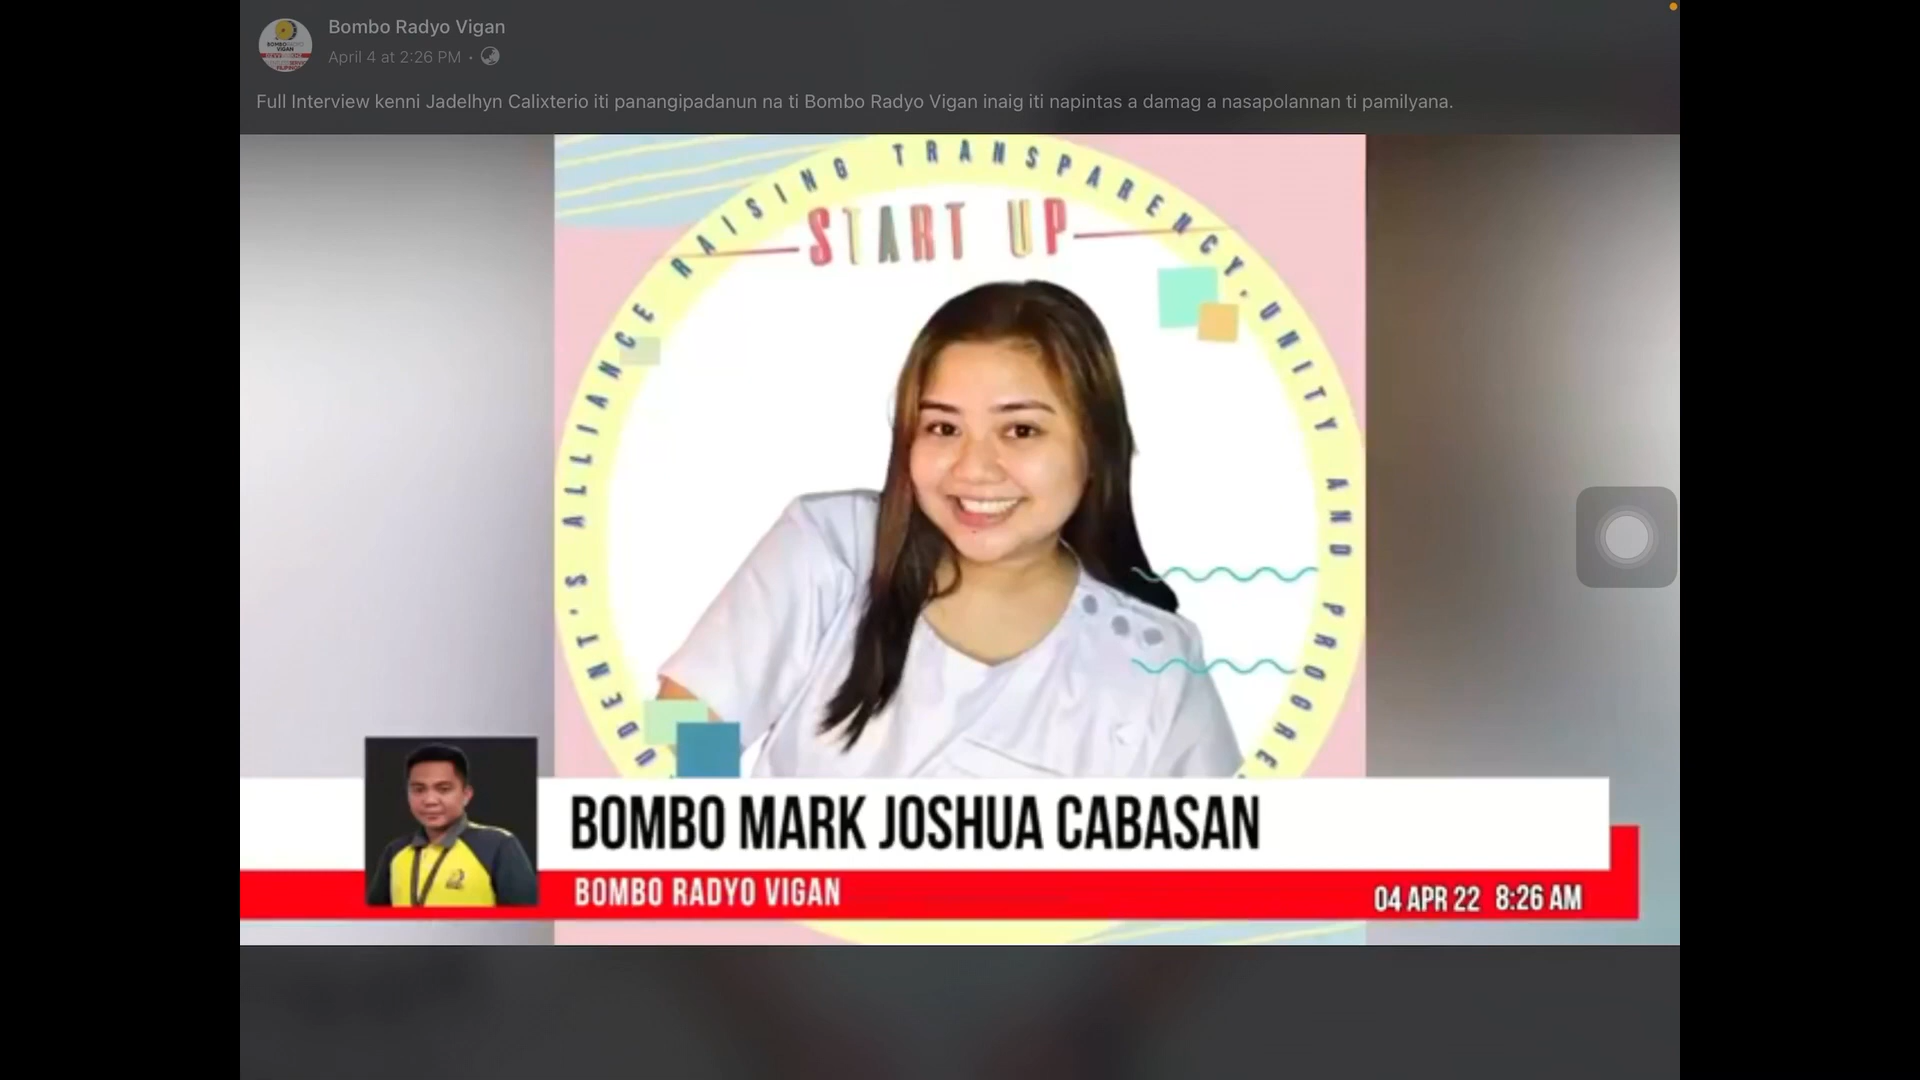 Bombo Radyo Vigan
April 4 at 2:26 PM ·
Full Interview kenni Jadelhyn Calixterio iti panangipadanun na ti Bombo Radyo Vigan inaig iti napintas a damag a nasapolannan ti pamilyana.
UDENT'S ALLIANCE RAISING TRANSPARENCY, UNITY AND PROGRE
START UP
BOMBO MARK JOSHUA CABASAN
BOMBO RADYO VIGAN
04 APR 22 8:26 AM